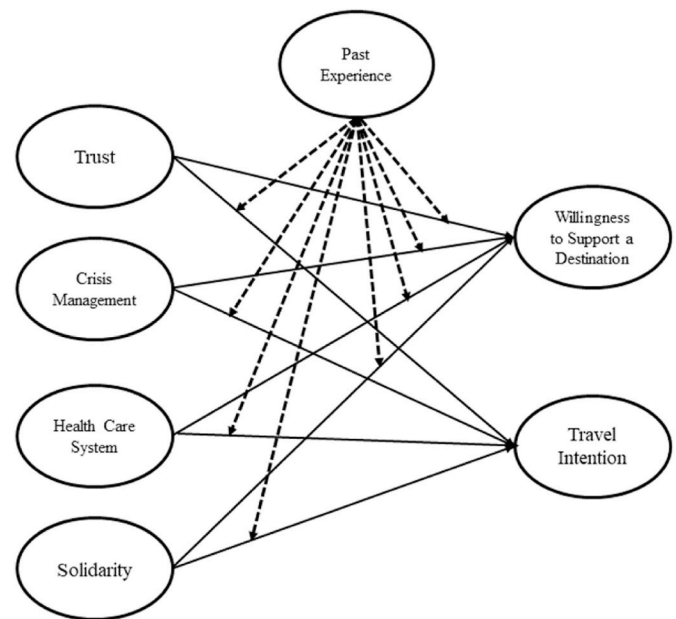 Past
Experience
Trust
Willingness
to Support a
Destination
Crisis
Management
Health Care
System
Travel
Intention
Solidarity